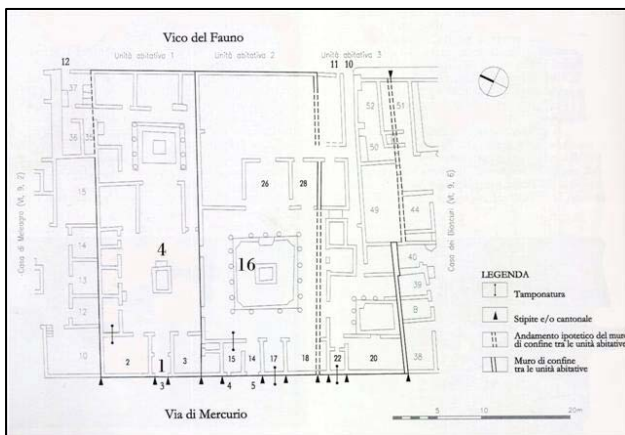 Vico del Fauno
Unità abitativa 1
Unità abitativa 2
Unità abitativa 3
12
11 10
37
36
35
15
14
13
12
10
Casa di Meleagro (VI, 9, 2)
4
2
1
3
3
26
28
16
15
14
17
18
4
5
52
51
50
49
44
40
39
B
38
22
20
Casa dei Dioscuri (VI, 9, 6)
Via di Mercurio
LEGENDA
Tamponatura
Stipite e/o cantonale
Andamento ipotetico del muro
di confine tra le unità abitative
Muro di confine
tra le unità abitative
0
5
10
20m